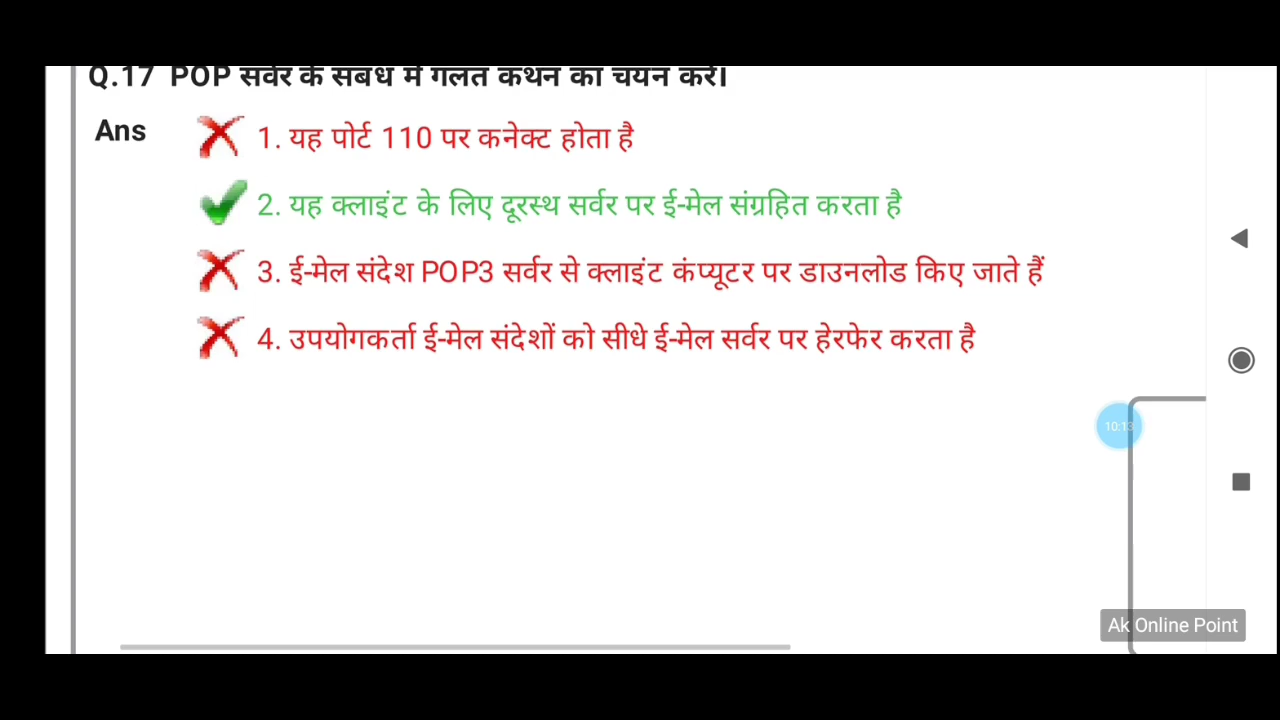 Q.17 POP सर्वर के संबंध में गलत कथन का चयन करें।
Ans
1. यह पोर्ट 110 पर कनेक्ट होता है
2. यह क्लाइंट के लिए दूरस्थ सर्वर पर ई-मेल संग्रहित करता है
3. ई-मेल संदेश POP3 सर्वर से क्लाइंट कंप्यूटर पर डाउनलोड किए जाते हैं
4. उपयोगकर्ता ई-मेल संदेशों को सीधे ई-मेल सर्वर पर हेरफेर करता है
10:13
Ak Online Point